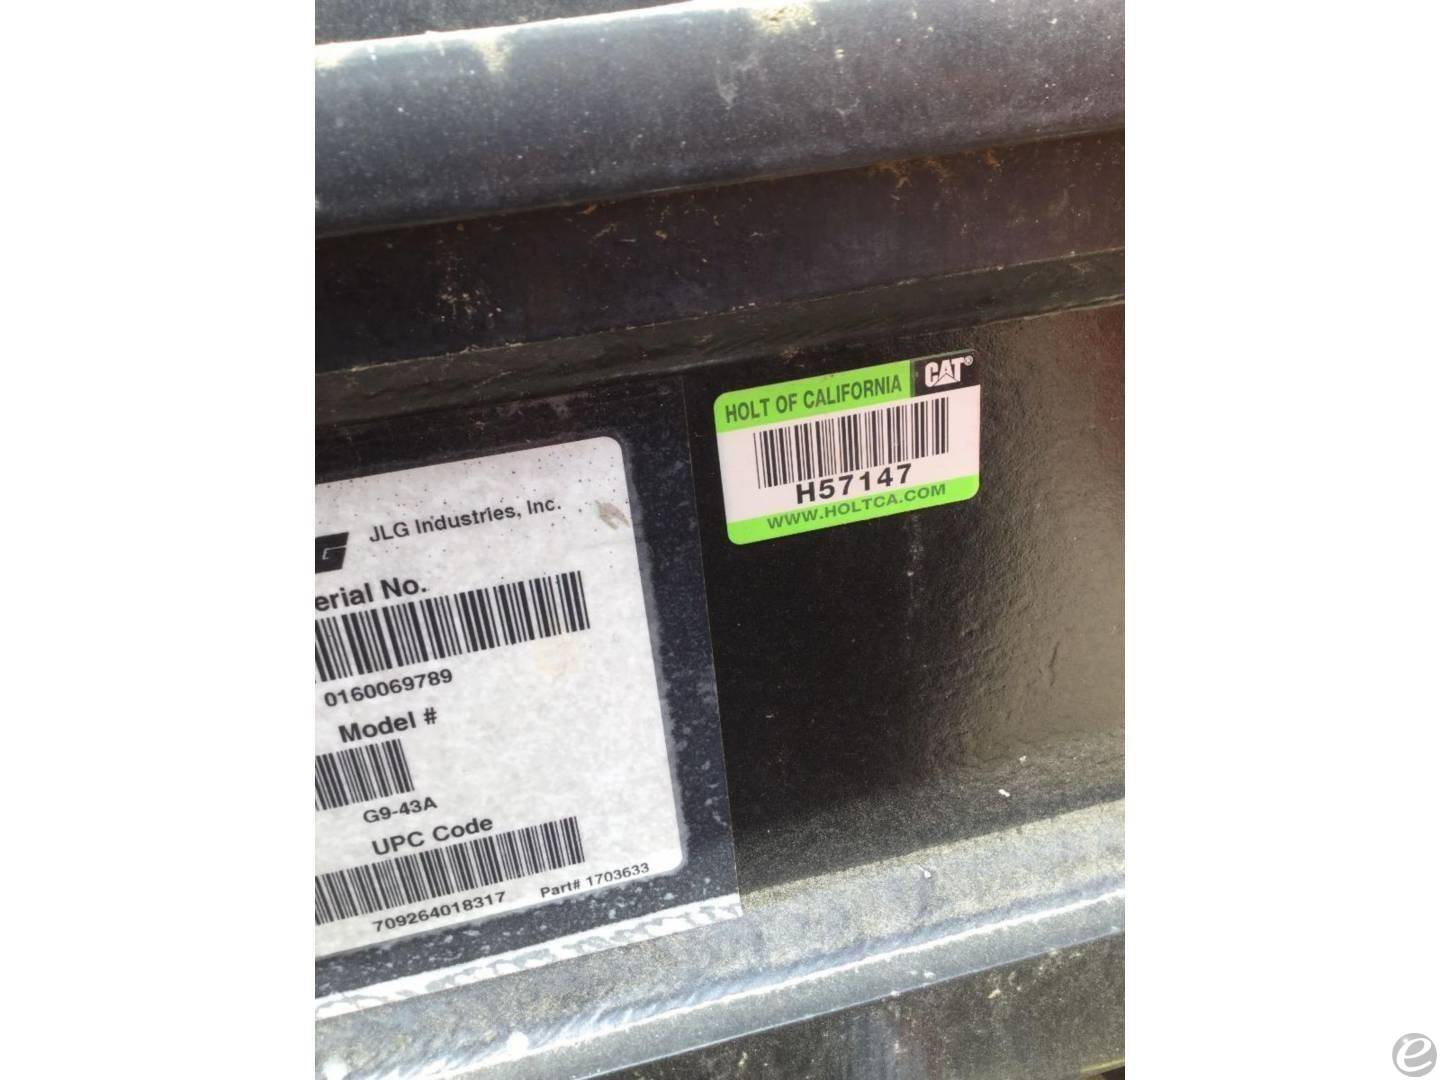 HOLT OF CALIFORNIA CAT®
H57147
WWW.HOLTCA.COM
G JLG Industries, Inc.
erial No.
0160069789
Model #
G9-43A
UPC Code
709264018317 Part# 1703633
e